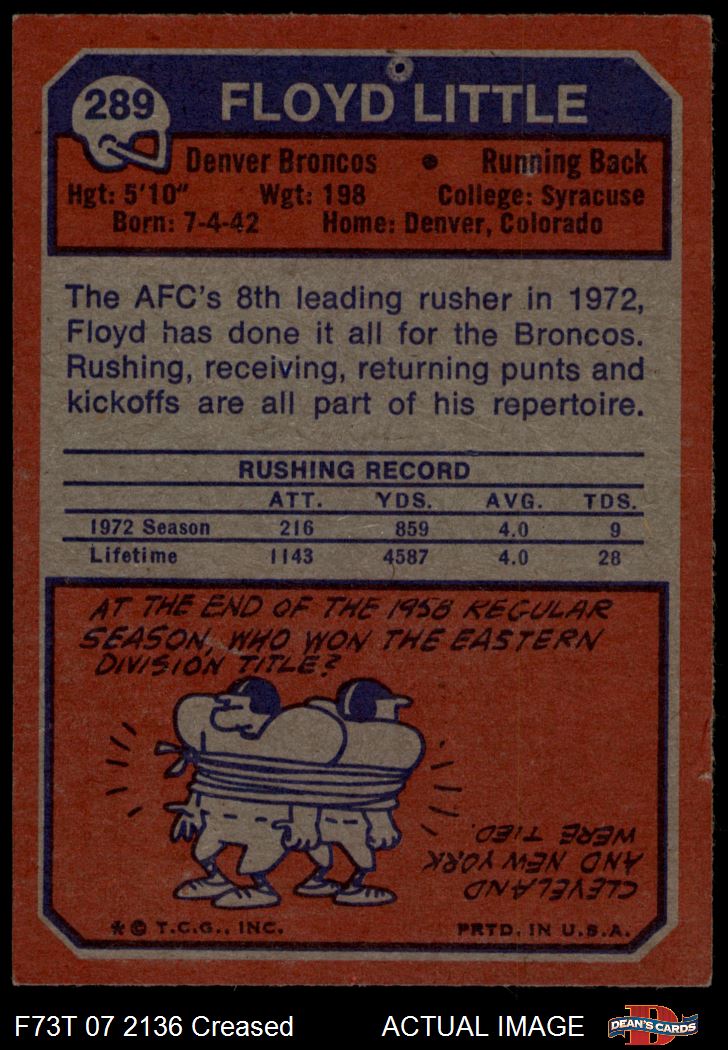 289 FLOYD LITTLE
Denver Broncos • Running Back
Hgt: 5'10" Wgt: 198 College: Syracuse
Born: 7-4-42 Home: Denver, Colorado
The AFC's 8th leading rusher in 1972,
Floyd has done it all for the Broncos.
Rushing, receiving, returning punts and
kickoffs are all part of his repertoire.
RUSHING RECORD
ATT. YDS. AVG. TDS.
1972 Season 216 859 4.0 9
Lifetime 1143 4587 4.0 28
AT THE END OF THE 1958 REGULAR
SEASON, WHO WON THE EASTERN
DIVISION TITLE?
CLEVELAND
AND NEW YORK
WERE TIED.
* © T.C.G., INC. PRTD. IN U.S.A.
F73T 07 2136 Creased ACTUAL IMAGE
D
DEAN'S CARDS